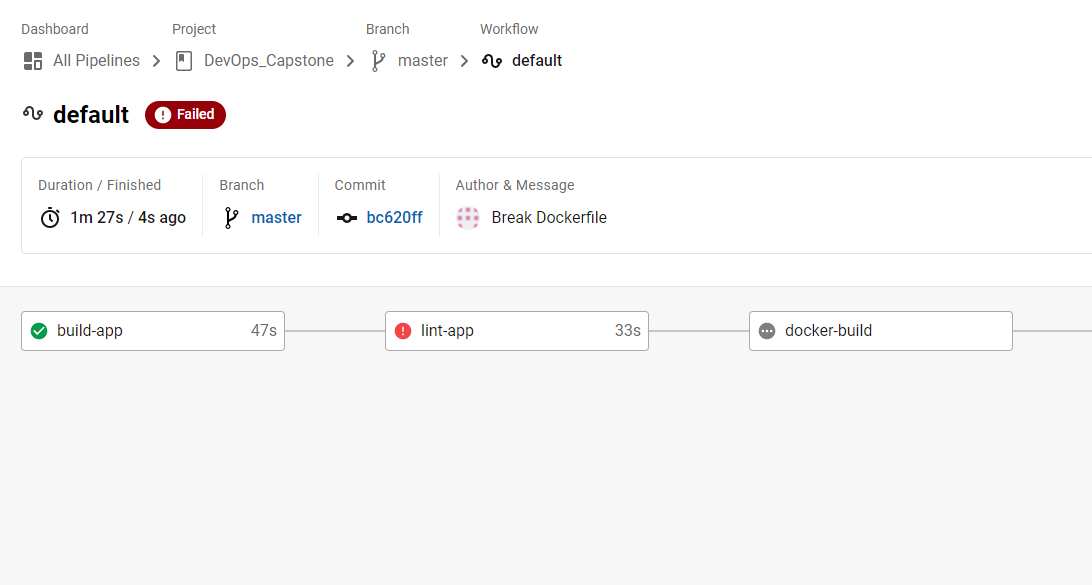 Dashboard Project Branch Workflow
All Pipelines DevOps_Capstone master default
default Failed
Duration / Finished Branch Commit Author & Message
1m 27s / 4s ago master bc620ff Break Dockerfile
build-app 47s lint-app 33s docker-build